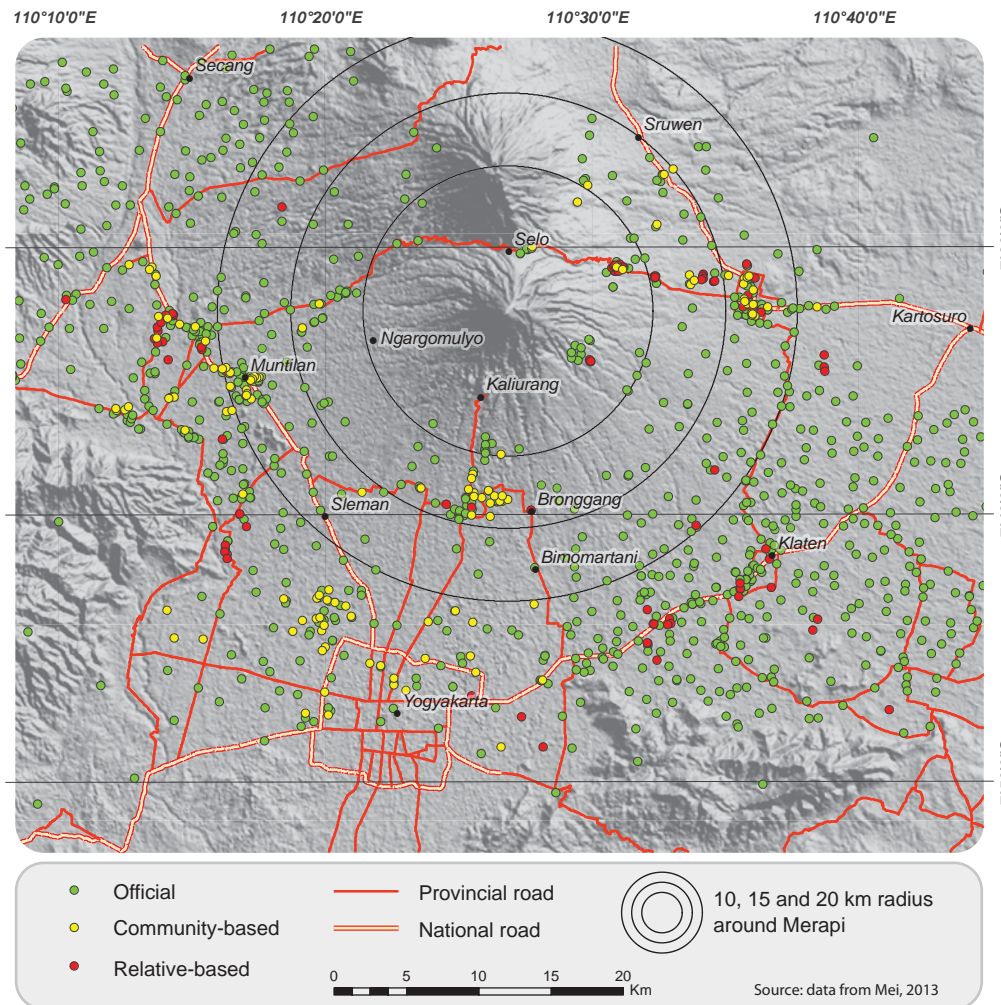 110°10'0"E 110°20'0"E 110°30'0"E 110°40'0"E
Secang
Sruwen
Selo
Kartosuro
Ngargomulyo
Muntilan
Kaliurang
Bronggang
Sleman
Klaten
Bimomartani
Yogyakarta
Official
Community-based
Relative-based
Provincial road
National road
10, 15 and 20 km radius
around Merapi
0 5 10 15 20
Km
Source: data from Mei, 2013